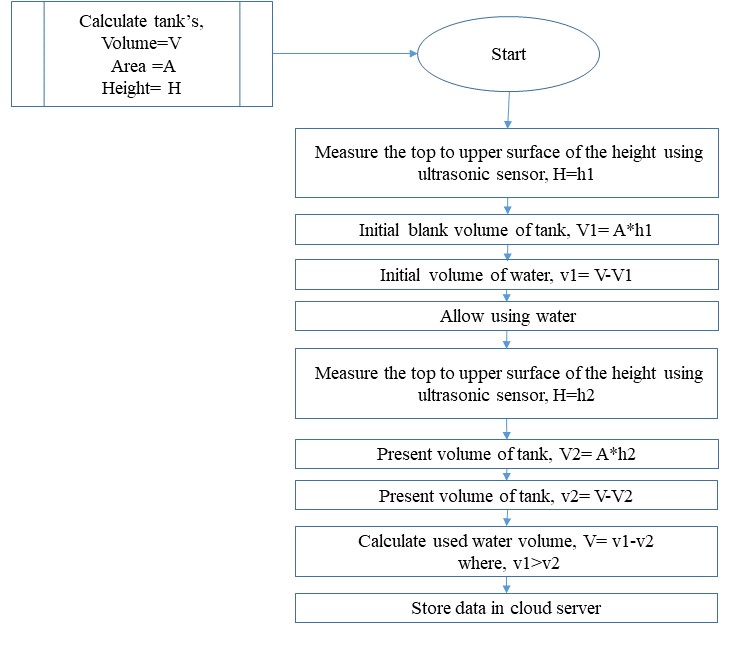 Calculate tank's,
Volume=V
Area =A
Height= H
Start
Measure the top to upper surface of the height using
ultrasonic sensor, H=h1
Initial blank volume of tank, V1= A*h1
Initial volume of water, v1= V-V1
Allow using water
Measure the top to upper surface of the height using
ultrasonic sensor, H=h2
Present volume of tank, V2= A*h2
Present volume of tank, v2= V-V2
Calculate used water volume, V= v1-v2
where, v1>v2
Store data in cloud server